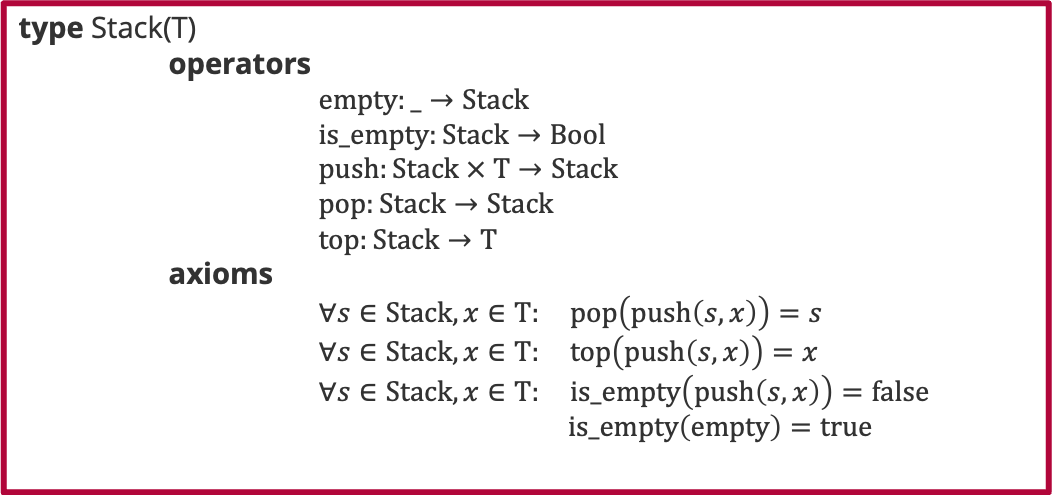 type Stack(T)
operators
empty: _ → Stack
is_empty: Stack → Bool
push: Stack × T → Stack
pop: Stack → Stack
top: Stack → T
axioms
∀s ∈ Stack, x ∈ T: pop(push(s, x)) = s
∀s ∈ Stack, x ∈ T: top(push(s, x)) = x
∀s ∈ Stack, x ∈ T: is_empty(push(s, x)) = false
is_empty(empty) = true